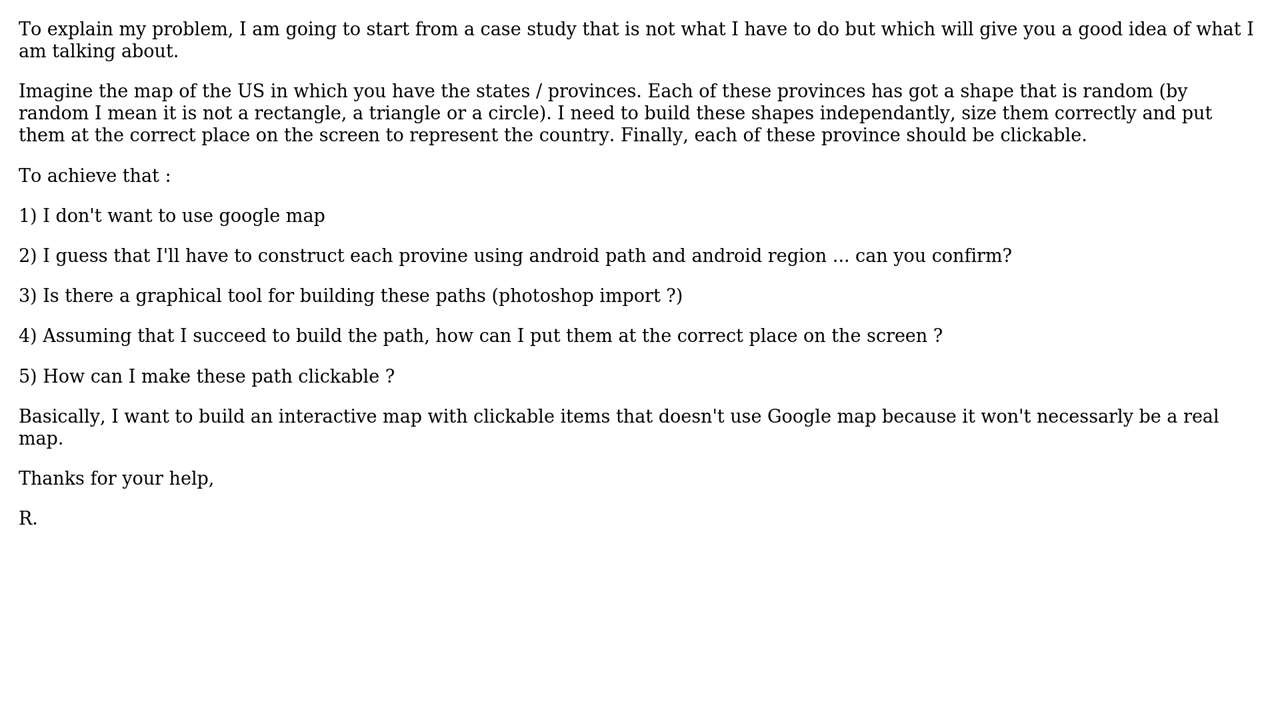 To explain my problem, I am going to start from a case study that is not what I have to do but which will give you a good idea of what I
am talking about.
Imagine the map of the US in which you have the states / provinces. Each of these provinces has got a shape that is random (by
random I mean it is not a rectangle, a triangle or a circle). I need to build these shapes independantly, size them correctly and put
them at the correct place on the screen to represent the country. Finally, each of these province should be clickable.
To achieve that :
1) I don't want to use google map
2) I guess that I'll have to construct each provine using android path and android region ... can you confirm?
3) Is there a graphical tool for building these paths (photoshop import ?)
4) Assuming that I succeed to build the path, how can I put them at the correct place on the screen ?
5) How can I make these path clickable ?
Basically, I want to build an interactive map with clickable items that doesn't use Google map because it won't necessarly be a real
map.
Thanks for your help,
R.